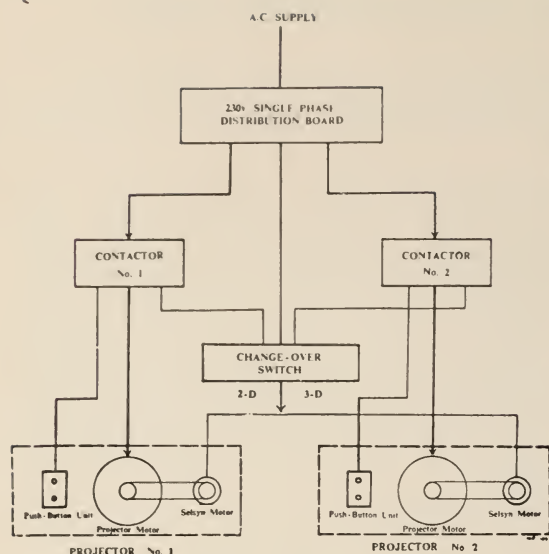 A.C. SUPPLY
230v SINGLE PHASE
DISTRIBUTION BOARD
CONTACTOR
No. 1
CONTACTOR
No. 2
CHANGE-OVER
SWITCH
2-D 3-D
Push-Button Unit
Projector Motor
Selsyn Motor
Push-Button Unit
Projector Motor
Selsyn Motor
PROJECTOR No. 1
PROJECTOR No 2